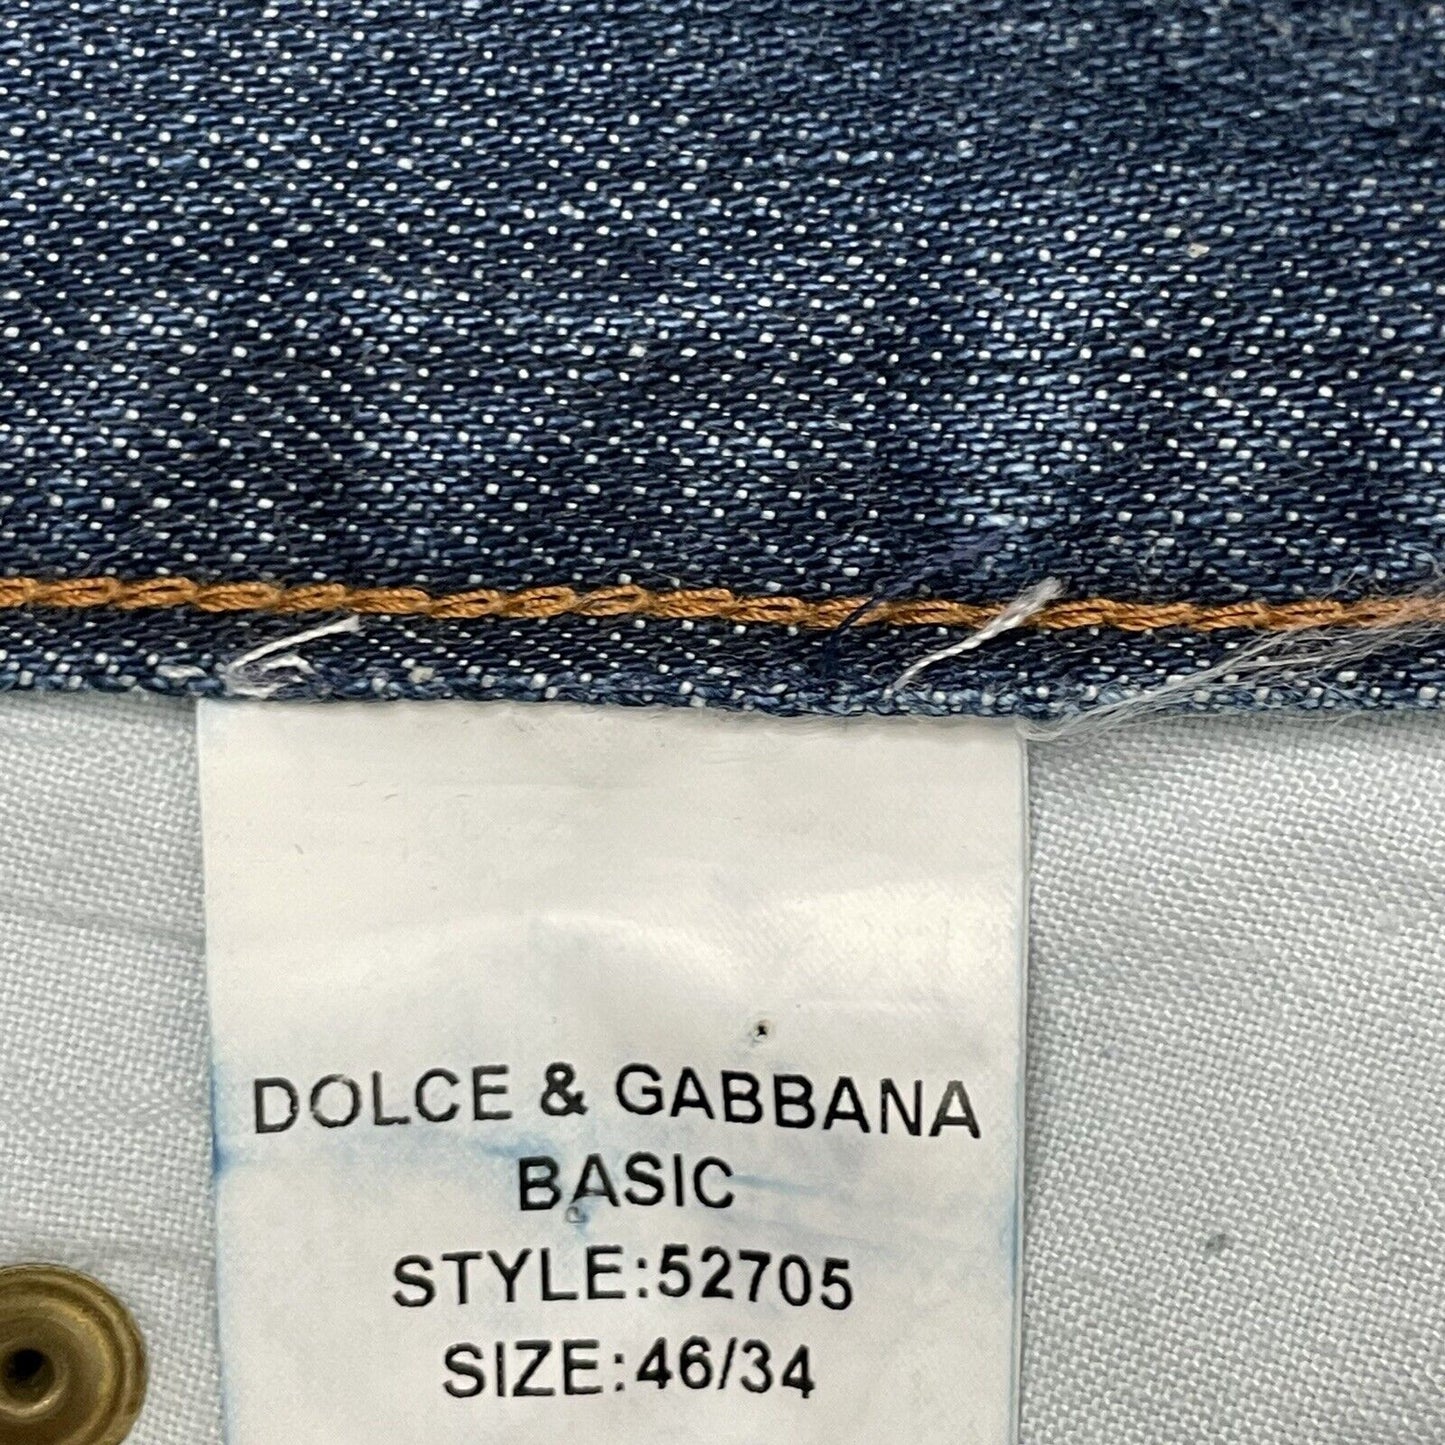 DOLCE & GABBANA
BASIC
STYLE:52705
SIZE:46/34